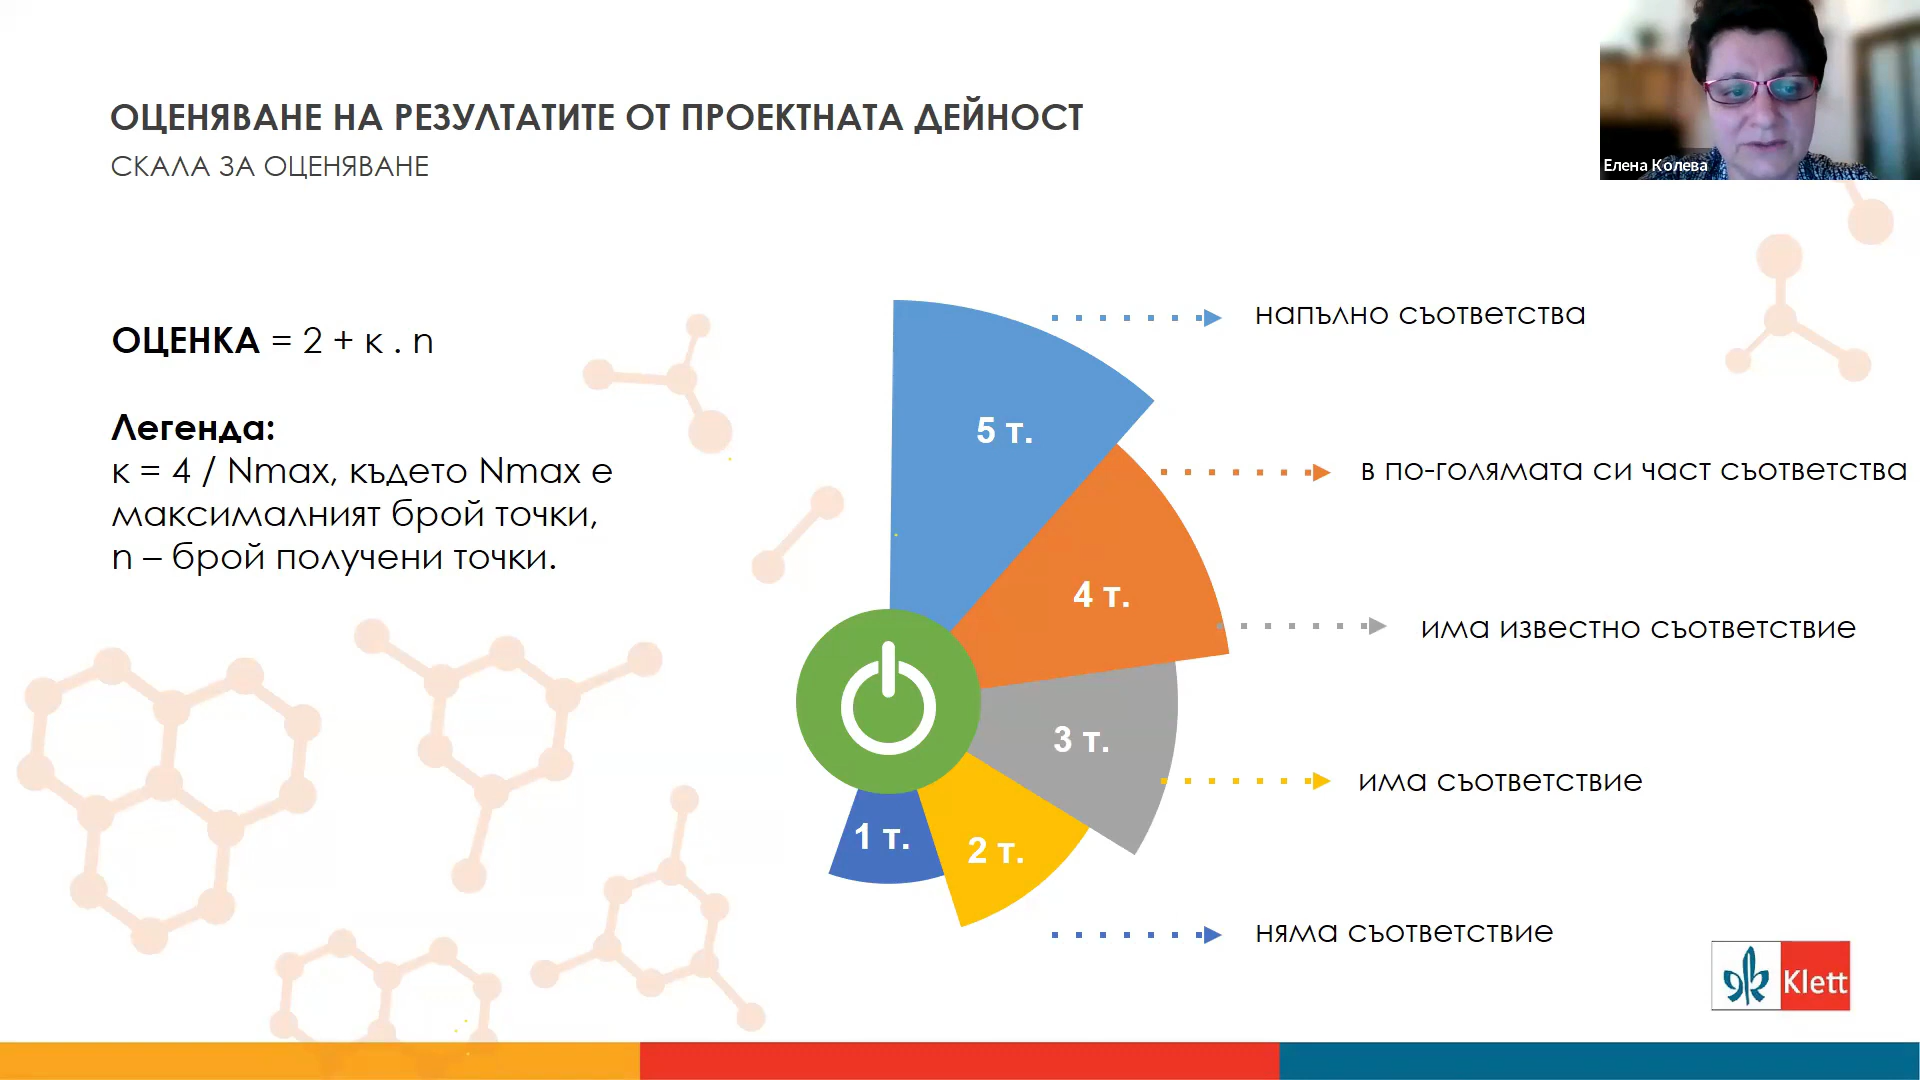 ОЦЕНЯВАНЕ НА РЕЗУЛТАТИТЕ ОТ ПРОЕКТНАТА ДЕЙНОСТ
СКАЛА ЗА ОЦЕНЯВАНЕ
Елена Колева
ОЦЕНКА = 2 + к . n
Легенда:
к = 4 / Nmax, където Nmax е
максималният брой точки,
n – брой получени точки.
5 т.
напълно съответства
4 т.
в по-голямата си част съответства
3 т.
има известно съответствие
2 т.
има съответствие
1 т.
няма съответствие
Klett